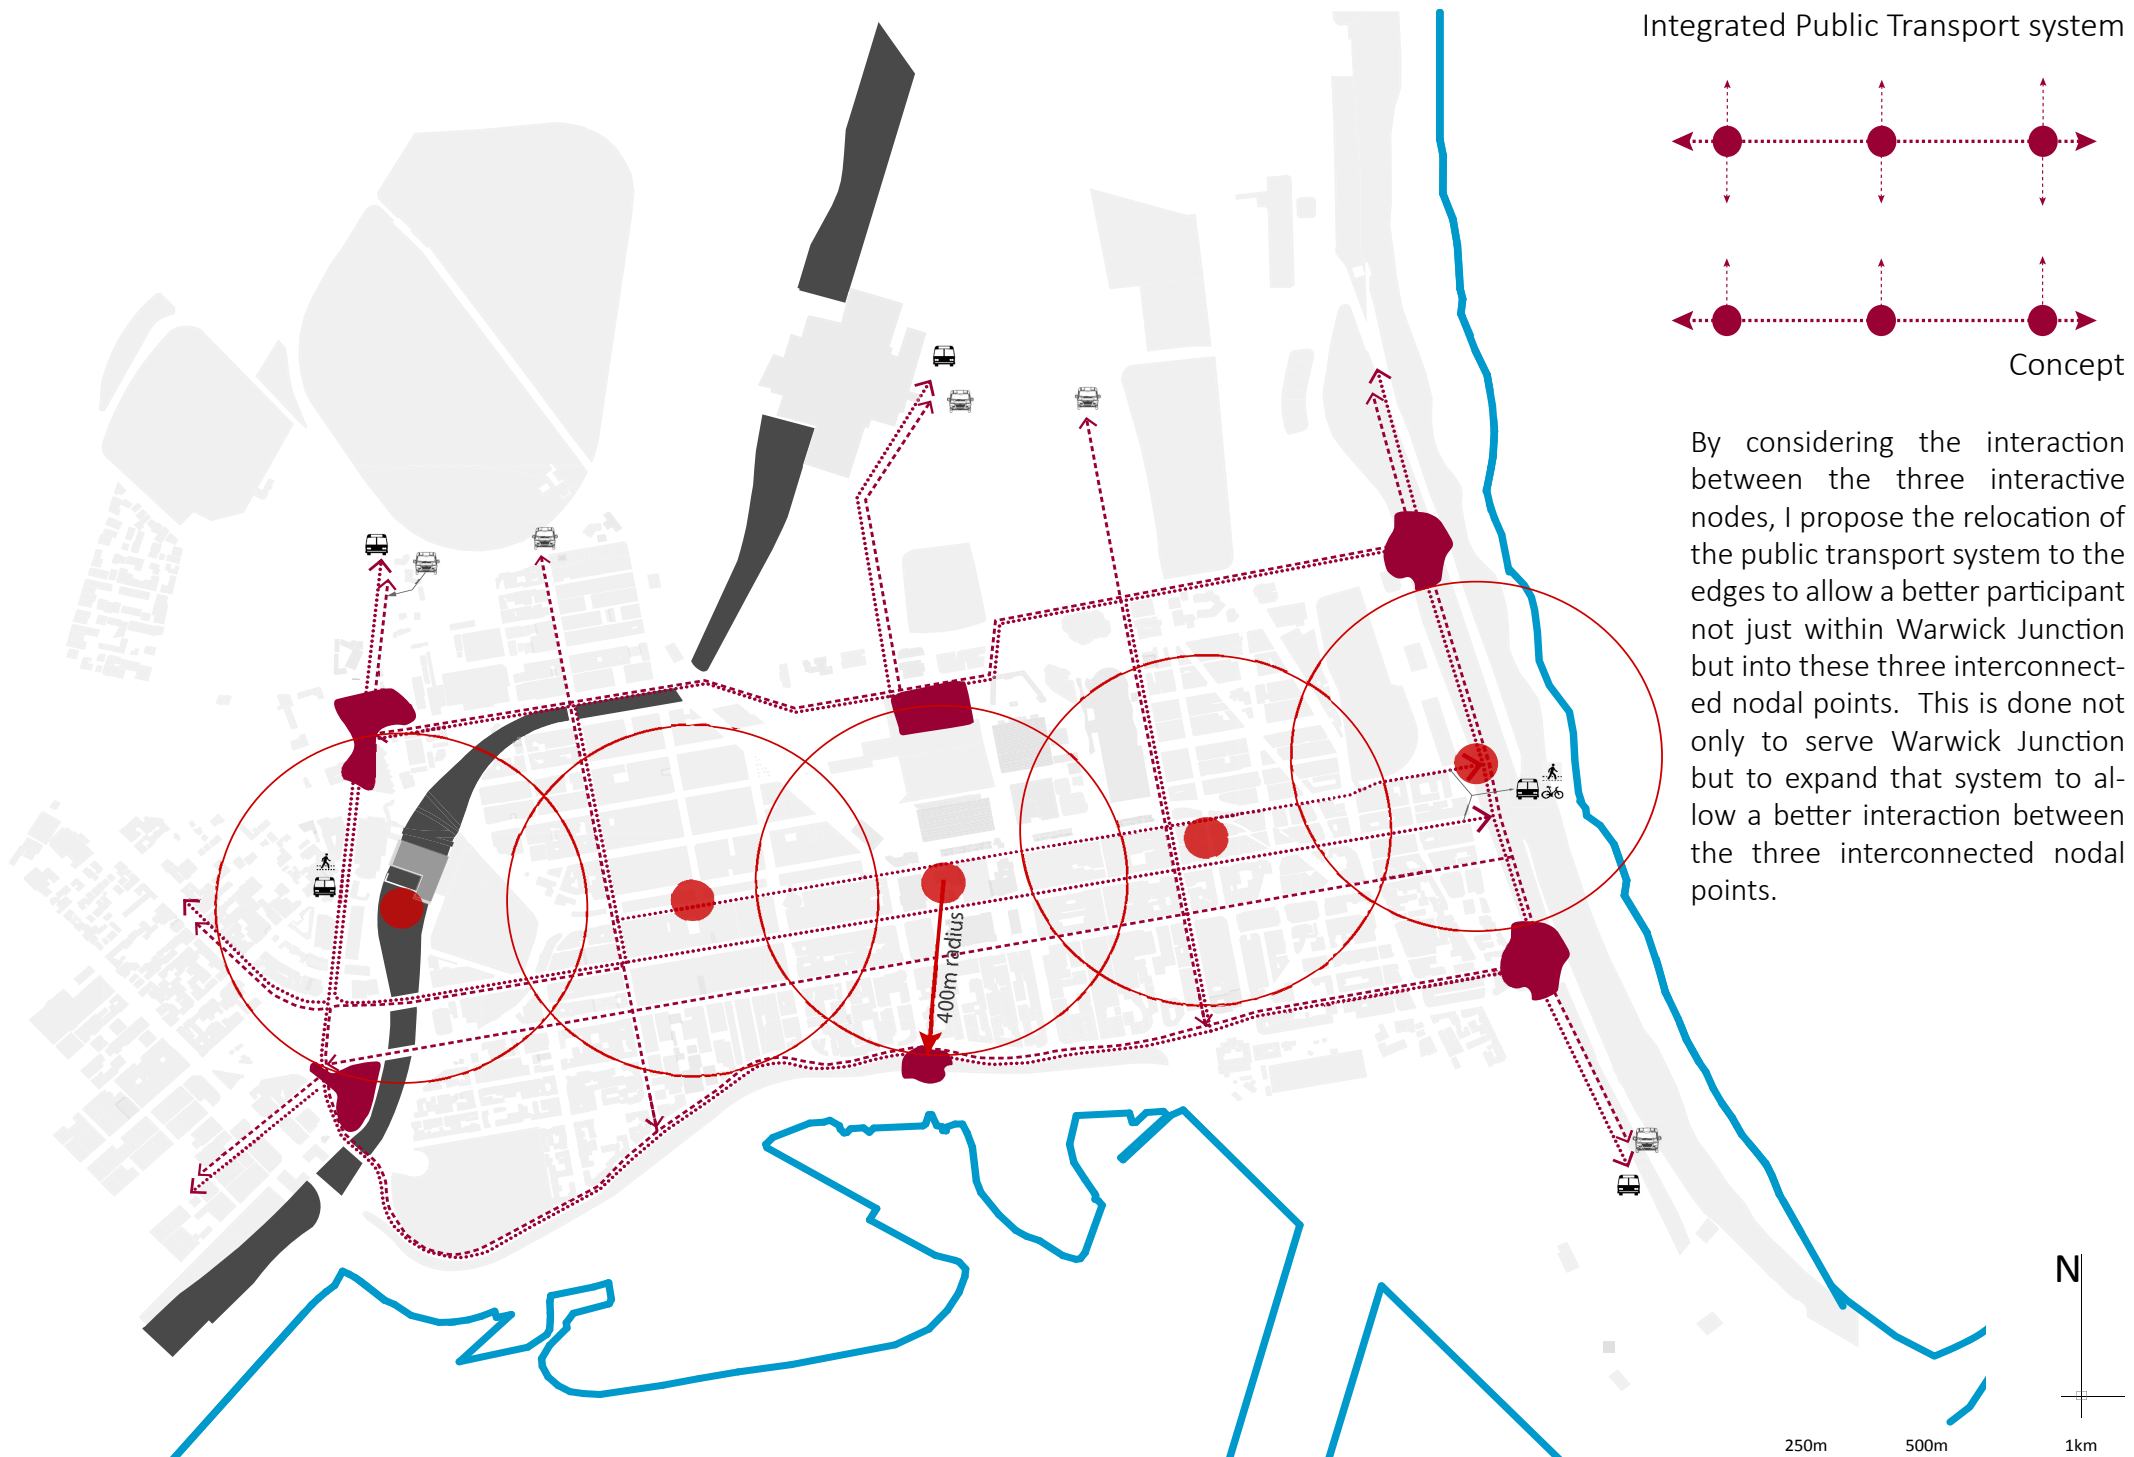 Integrated Public Transport system
Concept
By considering the interaction
between the three interactive
nodes, I propose the relocation of
the public transport system to the
edges to allow a better participant
not just within Warwick Junction
but into these three interconnect-
ed nodal points. This is done not
only to serve Warwick Junction
but to expand that system to al-
low a better interaction between
the three interconnected nodal
points.
400m radius
N
250m 500m 1km